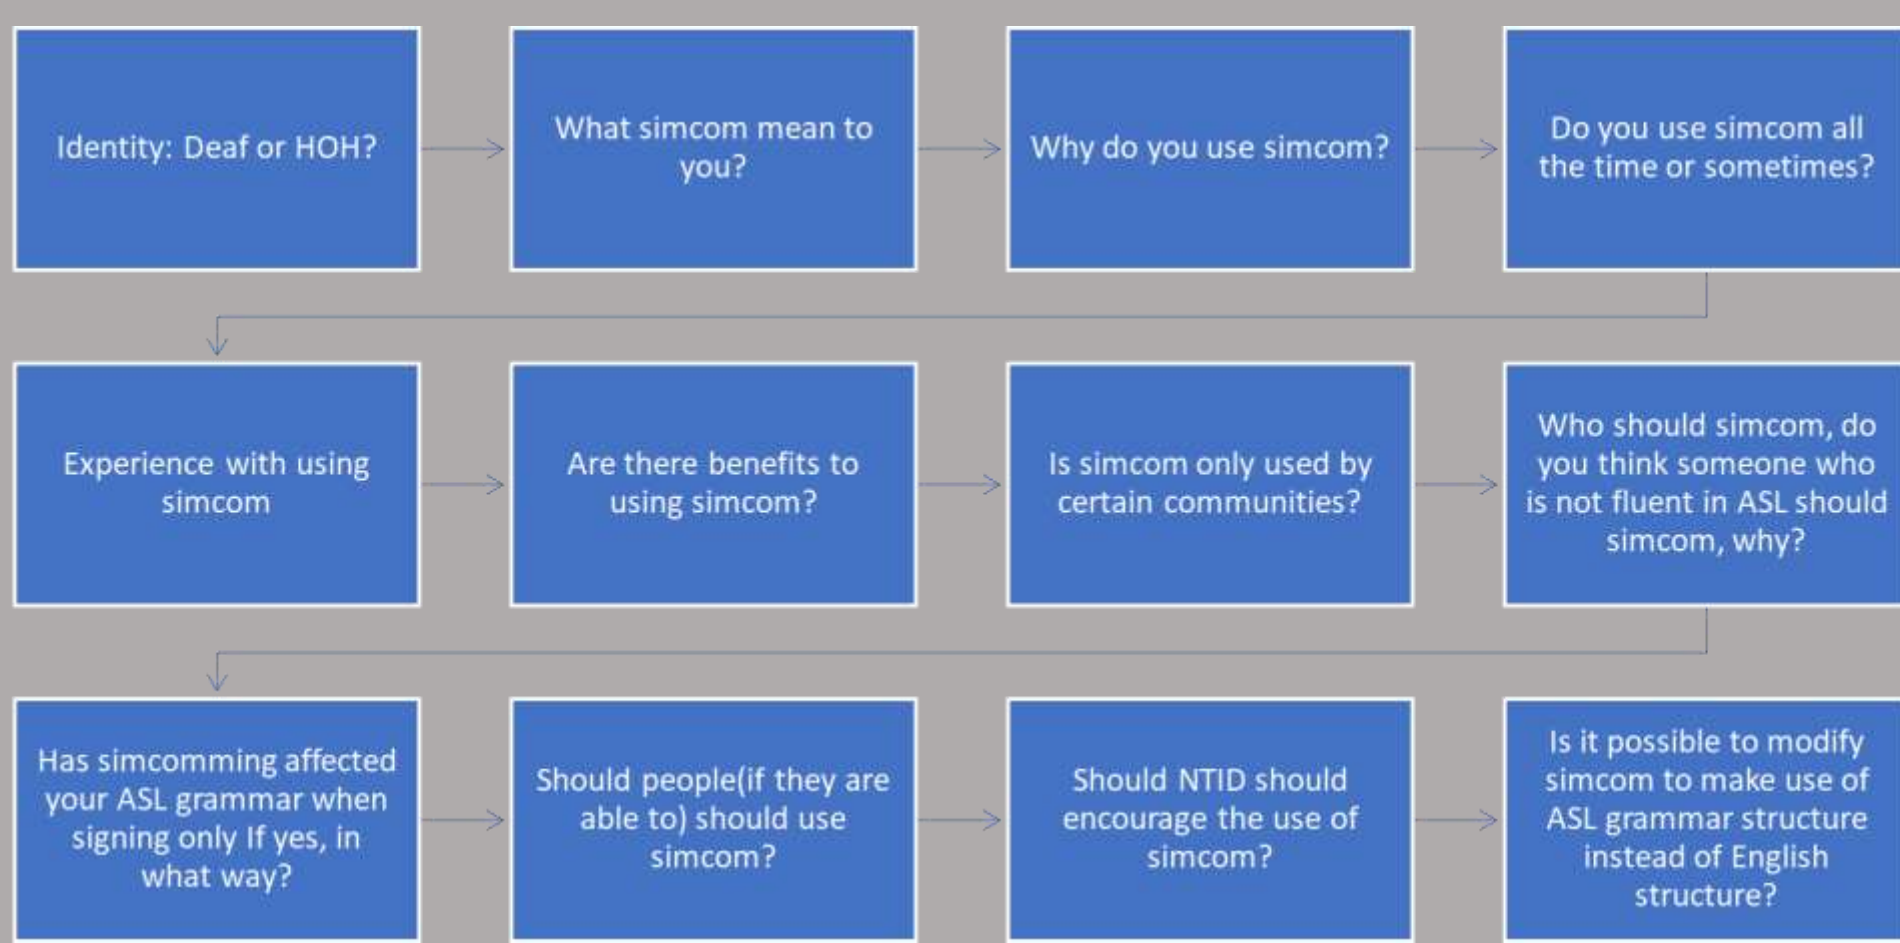 Identity: Deaf or HOH?
What simcom mean to
you?
Why do you use simcom?
Do you use simcom all
the time or sometimes?
Experience with using
simcom
Are there benefits to
using simcom?
Is simcom only used by
certain communities?
Who should simcom, do
you think someone who
is not fluent in ASL should
simcom, why?
Has simcomming affected
your ASL grammar when
signing only If yes, in
what way?
Should people(if they are
able to) should use
simcom?
Should NTID should
encourage the use of
simcom?
Is it possible to modify
simcom to make use of
ASL grammar structure
instead of English
structure?